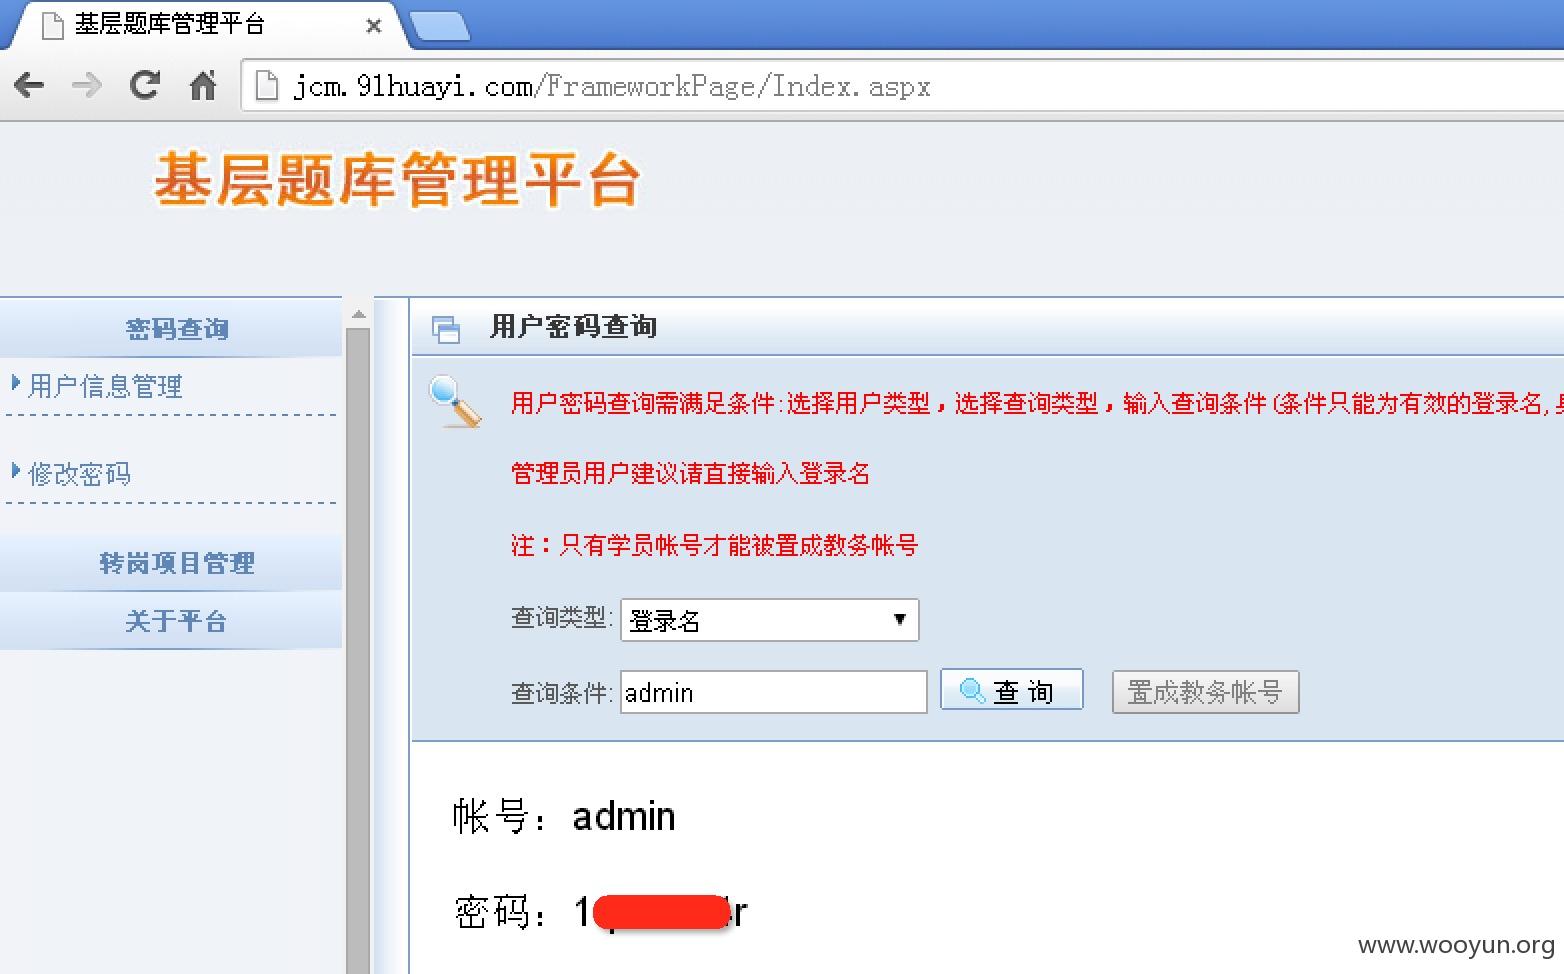 基层题库管理平台
jcm.91huayi.com/FrameworkPage/Index.aspx
基层题库管理平台
密码查询
用户信息管理
修改密码
转岗项目管理
关于平台
用户密码查询
用户密码查询需满足条件:选择用户类型，选择查询类型，输入查询条件(条件只能为有效的登录名,
管理员用户建议请直接输入登录名
注：只有学员帐号才能被置成教务帐号
查询类型: 登录名
查询条件: admin 查 询 置成教务帐号
帐号：admin
密码：1 r
www.wooyun.org